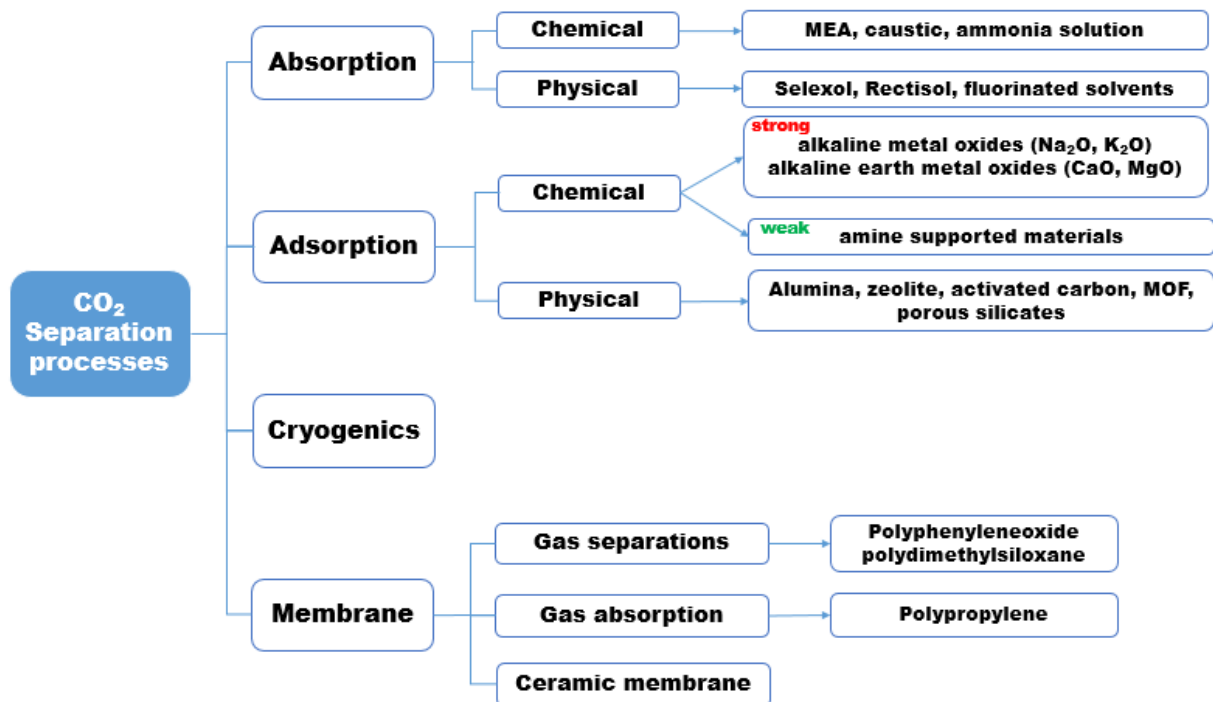 CO₂
Separation
processes
Absorption
Chemical
MEA, caustic, ammonia solution
Physical
Selexol, Rectisol, fluorinated solvents
Adsorption
Chemical
strong
alkaline metal oxides (Na₂O, K₂O)
alkaline earth metal oxides (CaO, MgO)
weak
amine supported materials
Physical
Alumina, zeolite, activated carbon, MOF,
porous silicates
Cryogenics
Membrane
Gas separations
Polyphenyleneoxide
polydimethylsiloxane
Gas absorption
Polypropylene
Ceramic membrane